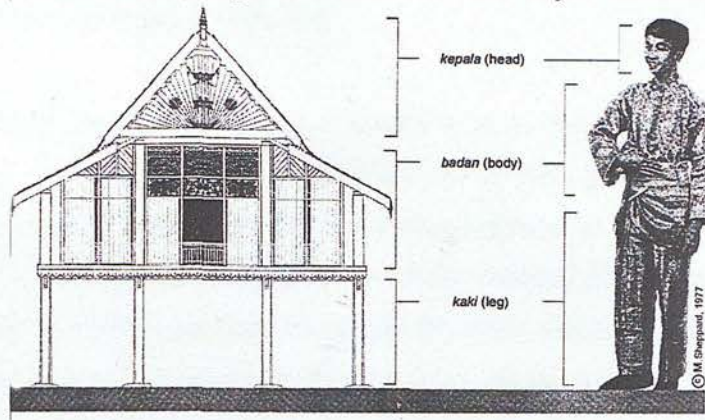 kepala (head)
badan (body)
kaki (leg)
© M.Sheppard, 1977